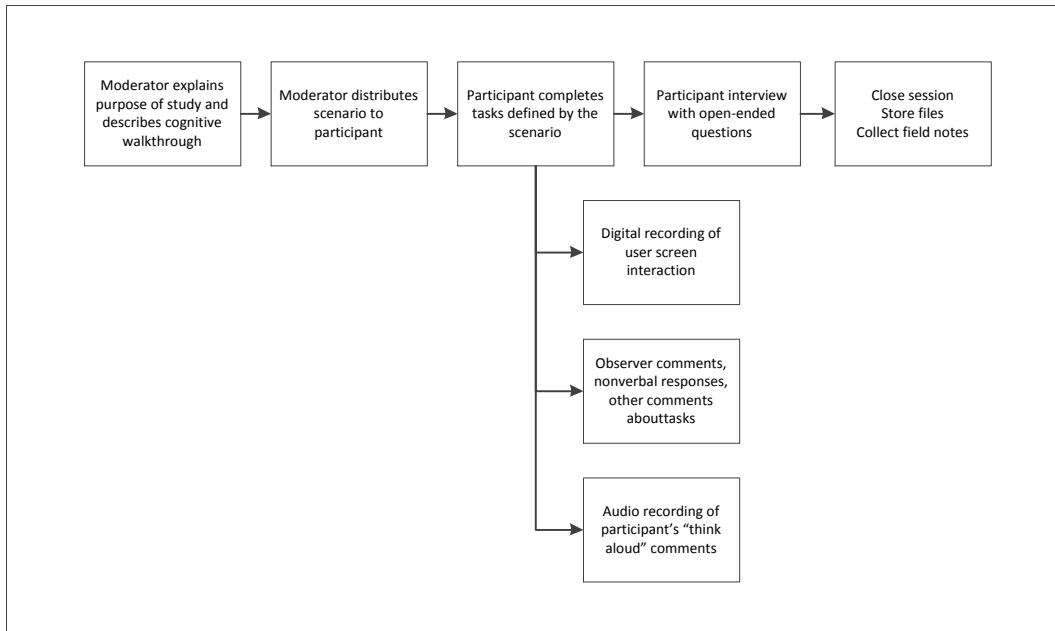 Moderator explains
purpose of study and
describes cognitive
walkthrough
Moderator distributes
scenario to
participant
Participant completes
tasks defined by the
scenario
Participant interview
with open-ended
questions
Close session
Store files
Collect field notes
Digital recording of
user screen
interaction
Observer comments,
nonverbal responses,
other comments
abouttasks
Audio recording of
participant’s “think
aloud” comments